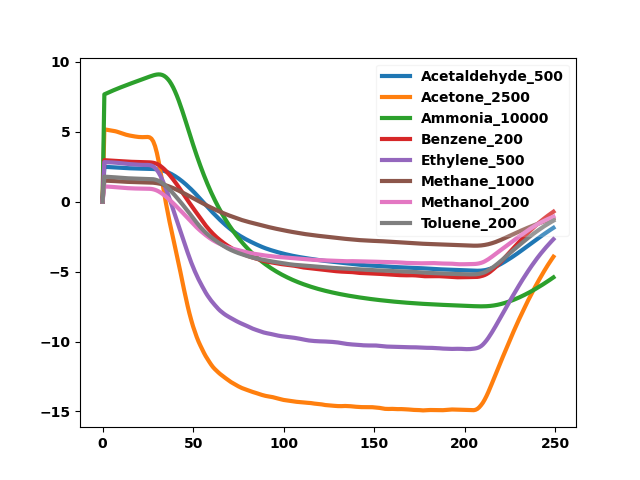 10
5
0
−5
−10
−15
0
50
100
150
200
250
Acetaldehyde_500
Acetone_2500
Ammonia_10000
Benzene_200
Ethylene_500
Methane_1000
Methanol_200
Toluene_200